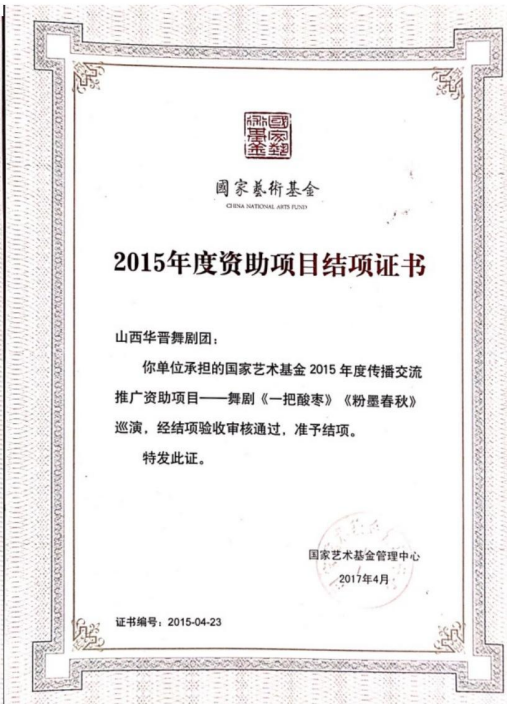 國家藝術基金
CHINA NATIONAL ARTS FUND
2015年度资助项目结项证书
山西华晋舞剧团：
你单位承担的国家艺术基金 2015 年度传播交流
推广资助项目——舞剧《一把酸枣》《粉墨春秋》
巡演，经结项验收审核通过，准予结项。
特发此证。
国家艺术基金管理中心
2017年4月
证书编号：2015-04-23